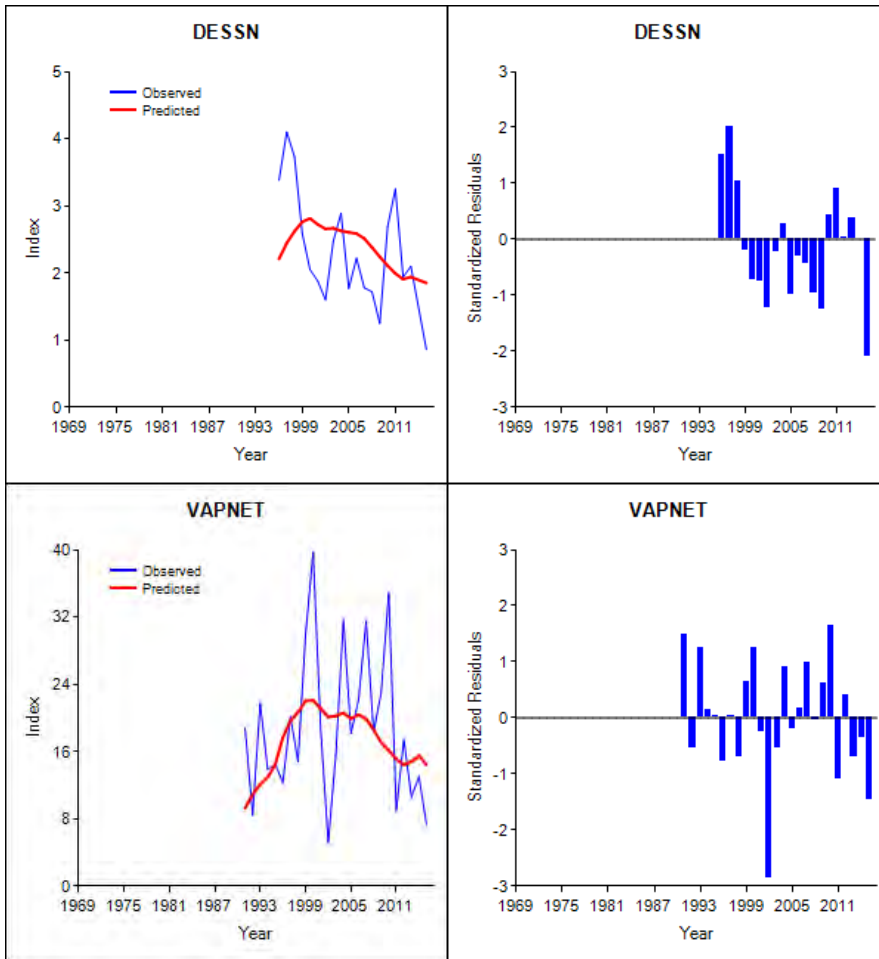 DESSN
5
4
3
2
1
0
Index
Observed
Predicted
1969 1975 1981 1987 1993 1999 2005 2011
Year
DESSN
3
2
1
0
-1
-2
-3
Standardized Residuals
1969 1975 1981 1987 1993 1999 2005 2011
Year
VAPNET
40
32
24
16
8
0
Index
Observed
Predicted
1969 1975 1981 1987 1993 1999 2005 2011
Year
VAPNET
3
2
1
0
-1
-2
-3
Standardized Residuals
1969 1975 1981 1987 1993 1999 2005 2011
Year